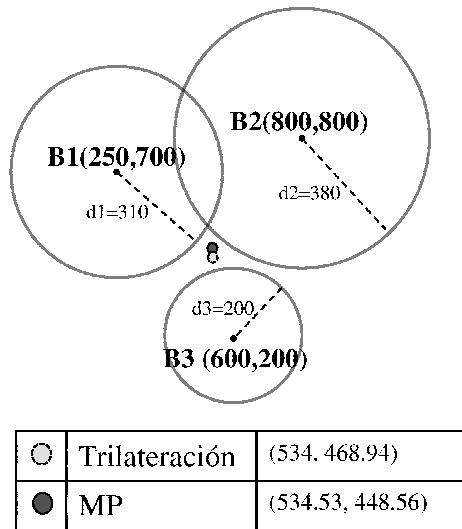 B2(800,800)
B1(250,700)
d2=380
d1=310
d3=200
B3 (600,200)
Trilateración (534. 468.94)
MP (534.53, 448.56)